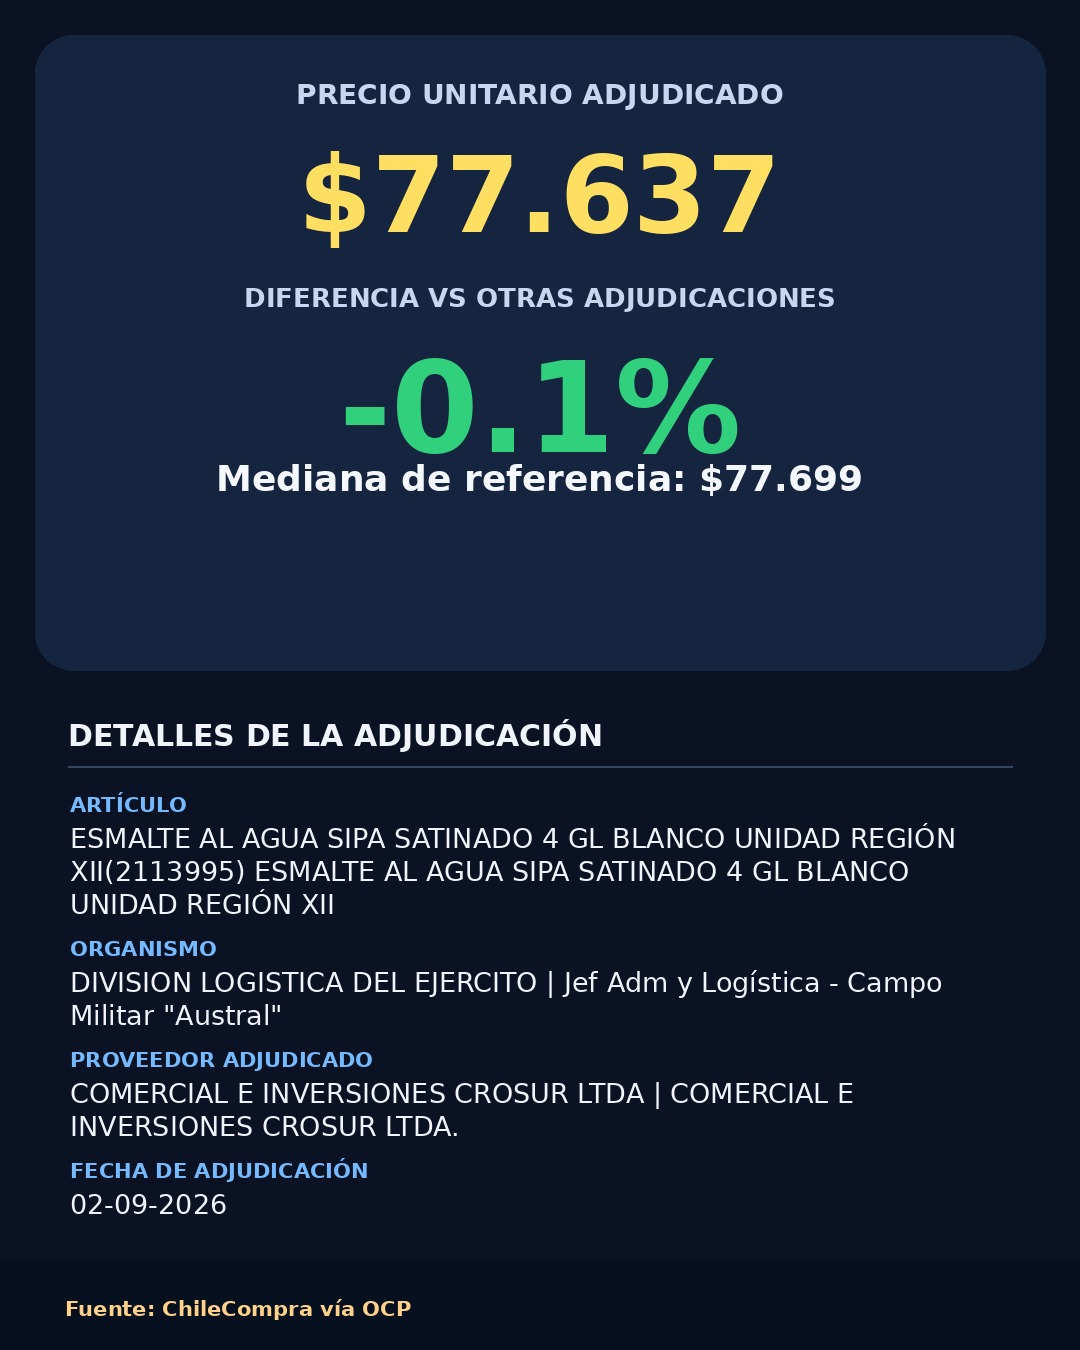 PRECIO UNITARIO ADJUDICADO
$77.637
DIFERENCIA VS OTRAS ADJUDICACIONES
-0.1%
Mediana de referencia: $77.699
DETALLES DE LA ADJUDICACIÓN
ARTÍCULO
ESMALTE AL AGUA SIPA SATINADO 4 GL BLANCO UNIDAD REGIÓN
XII(2113995) ESMALTE AL AGUA SIPA SATINADO 4 GL BLANCO
UNIDAD REGIÓN XII
ORGANISMO
DIVISION LOGISTICA DEL EJERCITO | Jef Adm y Logística - Campo
Militar "Austral"
PROVEEDOR ADJUDICADO
COMERCIAL E INVERSIONES CROSUR LTDA | COMERCIAL E
INVERSIONES CROSUR LTDA.
FECHA DE ADJUDICACIÓN
02-09-2026
Fuente: ChileCompra vía OCP